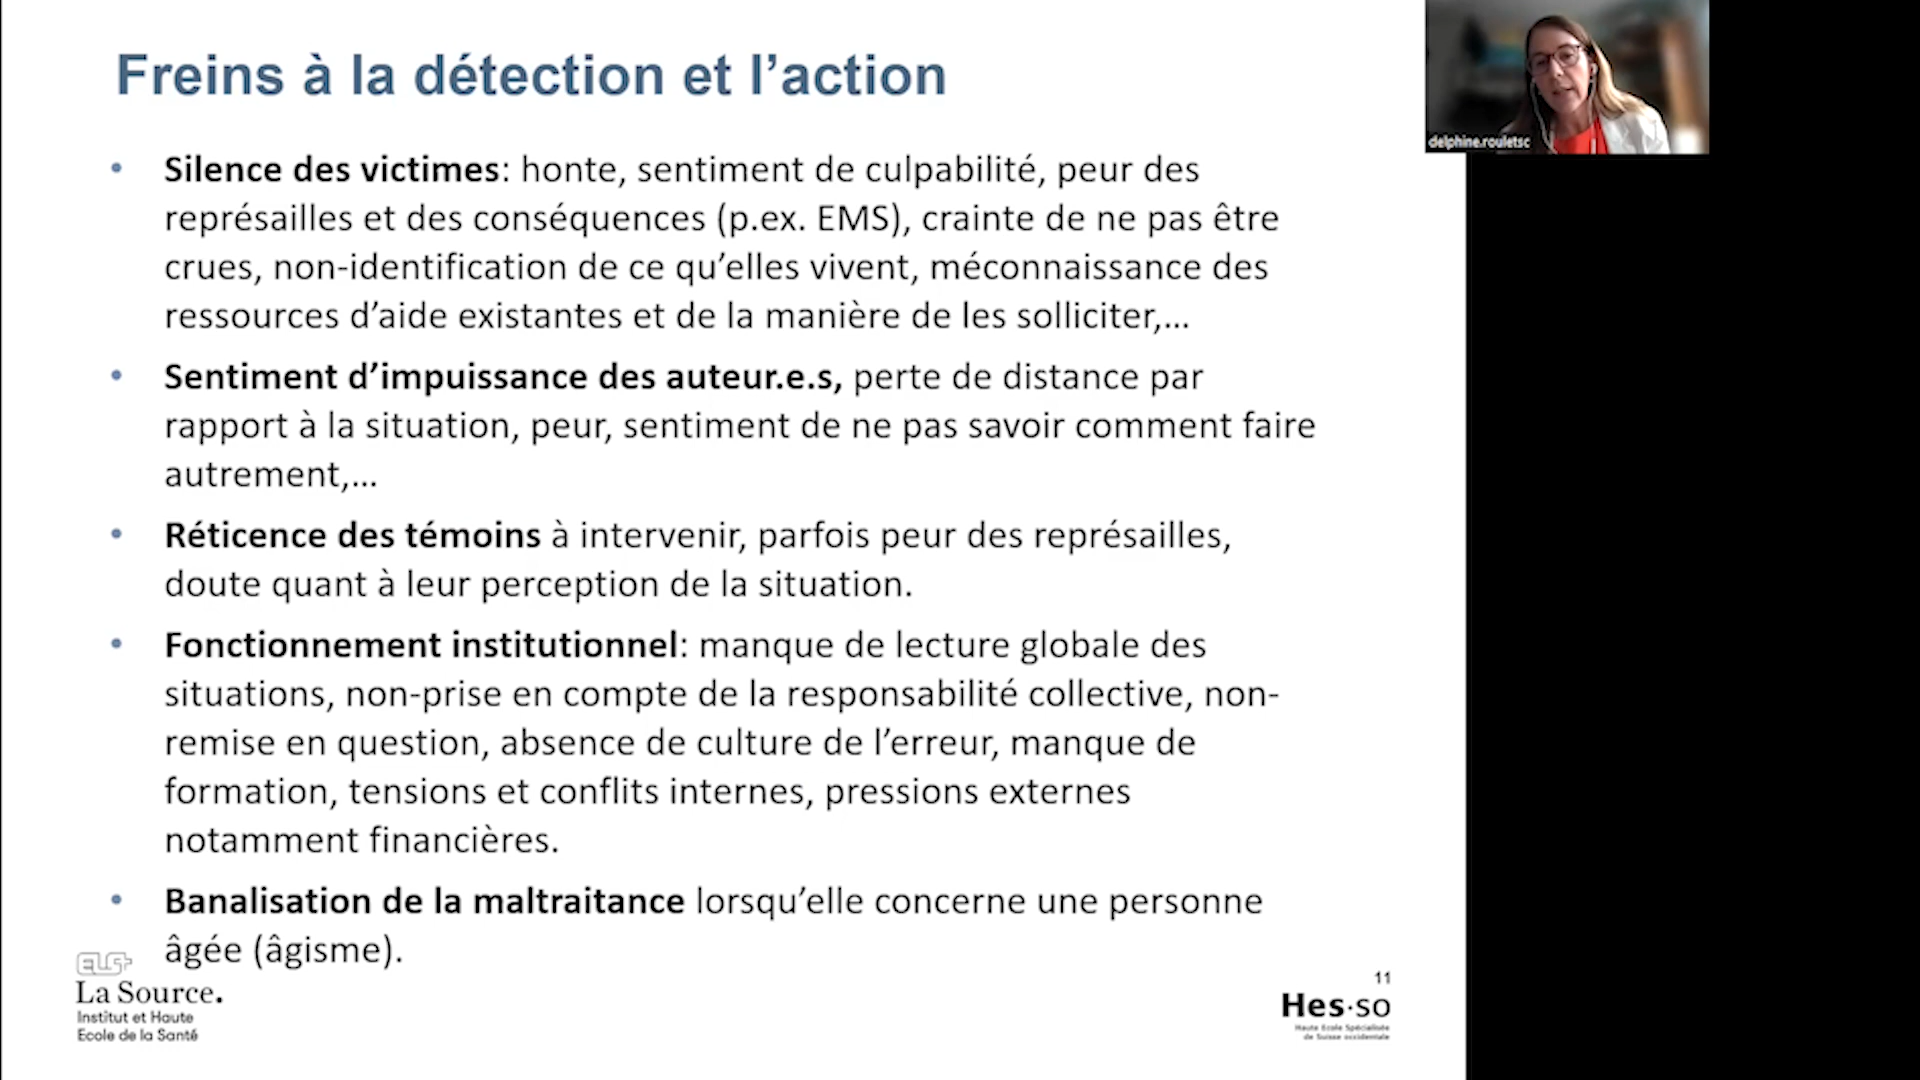 Freins à la détection et l’action
• Silence des victimes: honte, sentiment de culpabilité, peur des
représailles et des conséquences (p.ex. EMS), crainte de ne pas être
crues, non-identification de ce qu’elles vivent, méconnaissance des
ressources d’aide existantes et de la manière de les solliciter,...
• Sentiment d’impuissance des auteur.e.s, perte de distance par
rapport à la situation, peur, sentiment de ne pas savoir comment faire
autrement,...
• Réticence des témoins à intervenir, parfois peur des représailles,
doute quant à leur perception de la situation.
• Fonctionnement institutionnel: manque de lecture globale des
situations, non-prise en compte de la responsabilité collective, non-
remise en question, absence de culture de l’erreur, manque de
formation, tensions et conflits internes, pressions externes
notamment financières.
• Banalisation de la maltraitance lorsqu’elle concerne une personne
âgée (âgisme).
La Source.
Institut et Haute
Ecole de la Santé
11
Hes·so
Haute Ecole Spécialisée
de Suisse occidentale
delphine.rouletsc